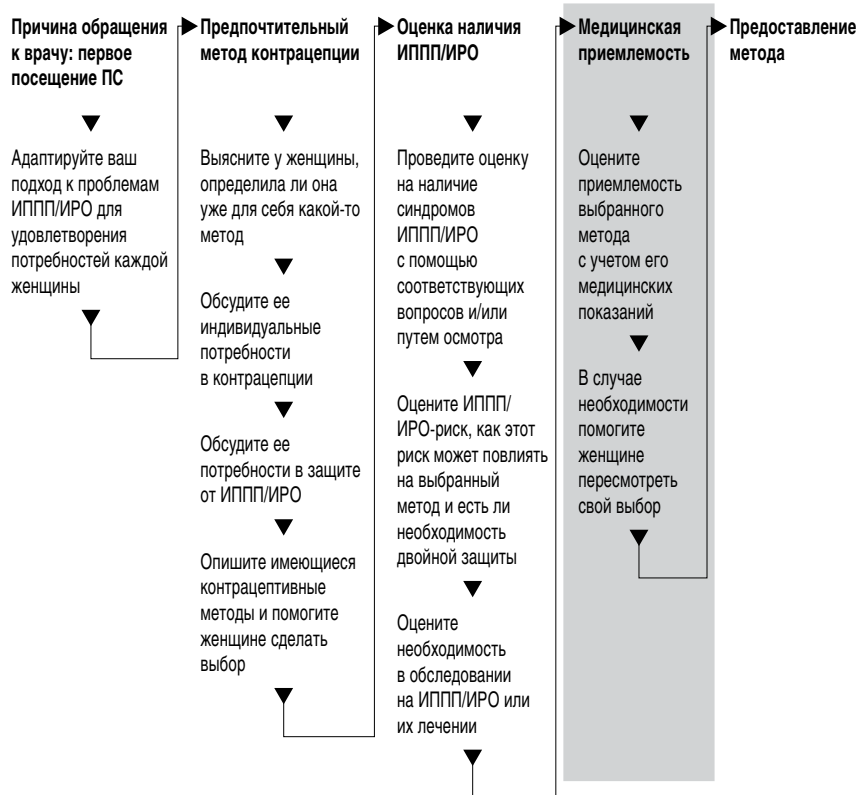 Причина обращения
к врачу: первое
посещение ПС
Адаптируйте ваш
подход к проблемам
ИППП/ИРО для
удовлетворения
потребностей каждой
женщины
Предпочтительный
метод контрацепции
Выясните у женщины,
определила ли она
уже для себя какой-то
метод
Обсудите ее
индивидуальные
потребности
в контрацепции
Обсудите ее
потребности в защите
от ИППП/ИРО
Опишите имеющиеся
контрацептивные
методы и помогите
женщине сделать
выбор
Оценка наличия
ИППП/ИРО
Проведите оценку
на наличие
синдромов
ИППП/ИРО
с помощью
соответствующих
вопросов и/или
путем осмотра
Оцените ИППП/
ИРО-риск, как этот
риск может повлиять
на выбранный
метод и есть ли
необходимость
двойной защиты
Оцените
необходимость
в обследовании
на ИППП/ИРО или
их лечении
Медицинская
приемлемость
Оцените
приемлемость
выбранного
метода
с учетом его
медицинских
показаний
В случае
необходимости
помогите
женщине
пересмотреть
свой выбор
Предоставление
метода